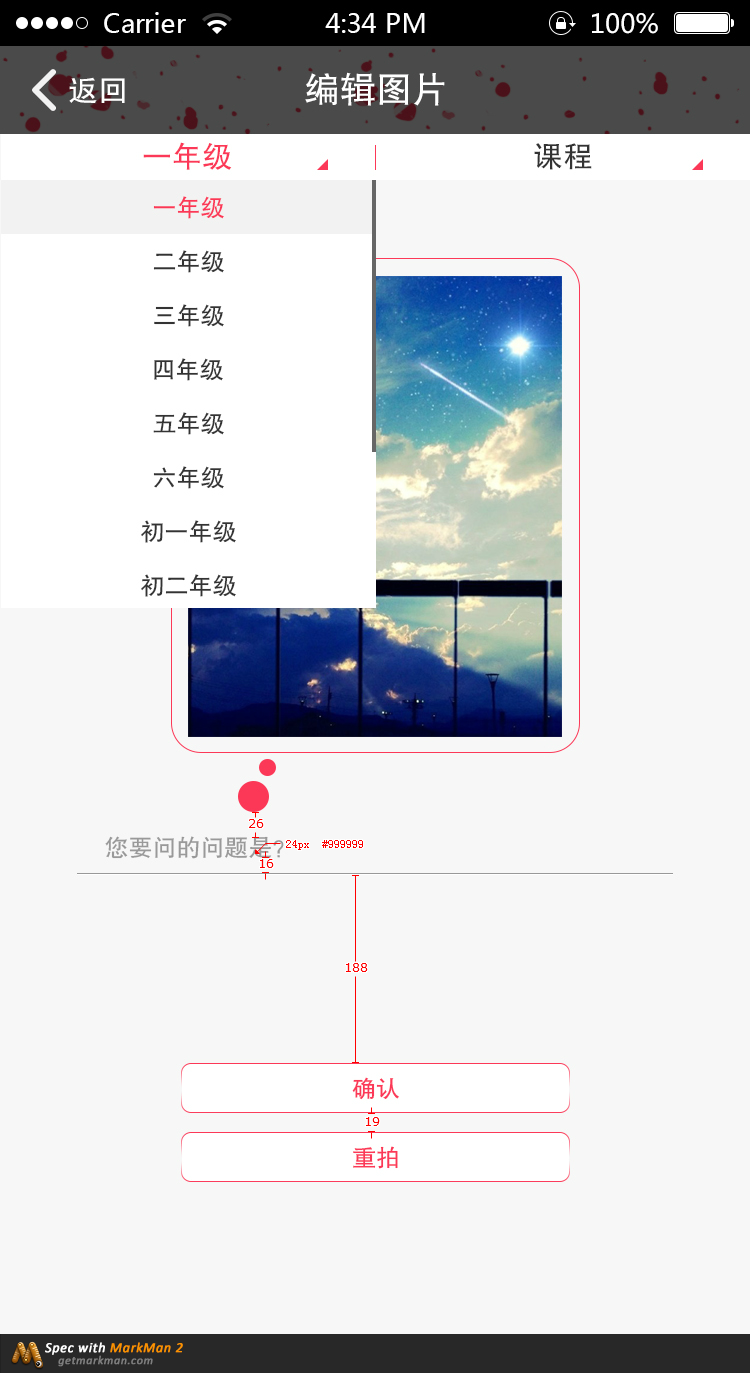 Carrier 4:34 PM 100%
返回 编辑图片
一年级 课程
一年级
二年级
三年级
四年级
五年级
六年级
初一年级
初二年级
26
您要问的问题是? 24px #999999
16
188
确认
19
重拍
Spec with MarkMan 2
getmarkman.com